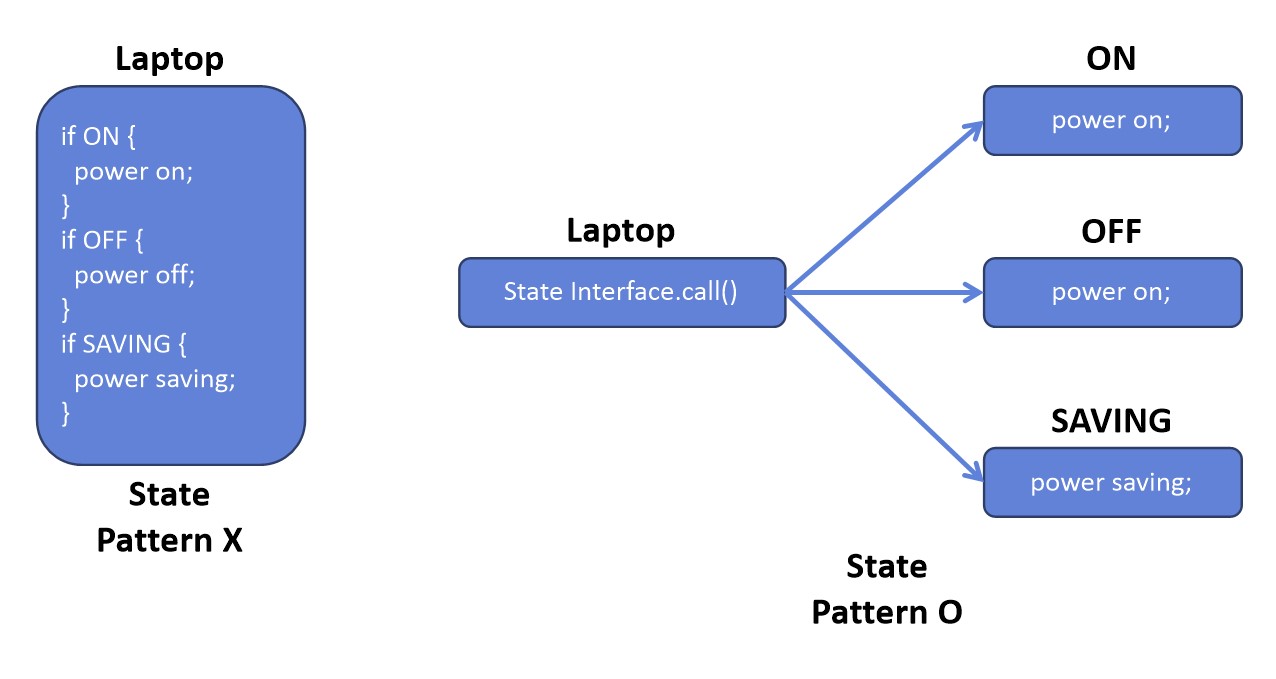 Laptop
if ON {
power on;
}
if OFF {
power off;
}
if SAVING {
power saving;
}
State
Pattern X
Laptop
State Interface.call()
ON
power on;
OFF
power on;
SAVING
power saving;
State
Pattern O